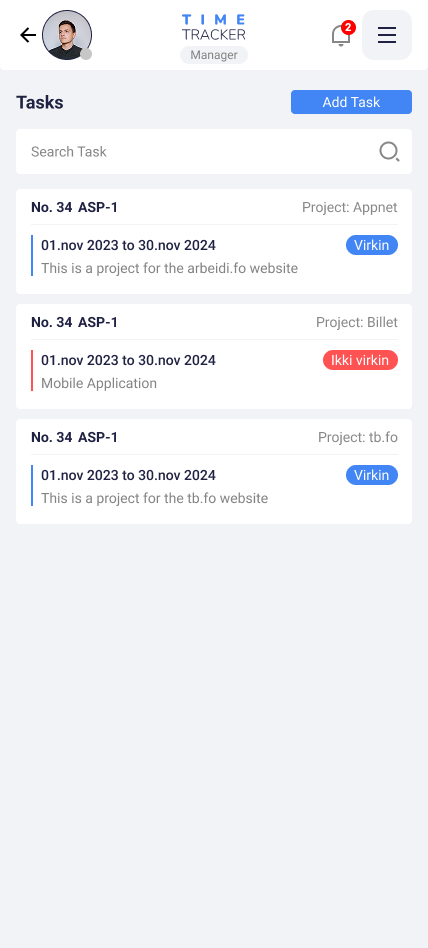 TIME
TRACKER
2
Manager
Tasks
Add Task
Search Task
No. 34 ASP-1
Project: Appnet
01.nov 2023 to 30.nov 2024
Virkin
This is a project for the arbeidi.fo website
No. 34 ASP-1
Project: Billet
01.nov 2023 to 30.nov 2024
Ikki virkin
Mobile Application
No. 34 ASP-1
Project: tb.fo
01.nov 2023 to 30.nov 2024
Virkin
This is a project for the tb.fo website